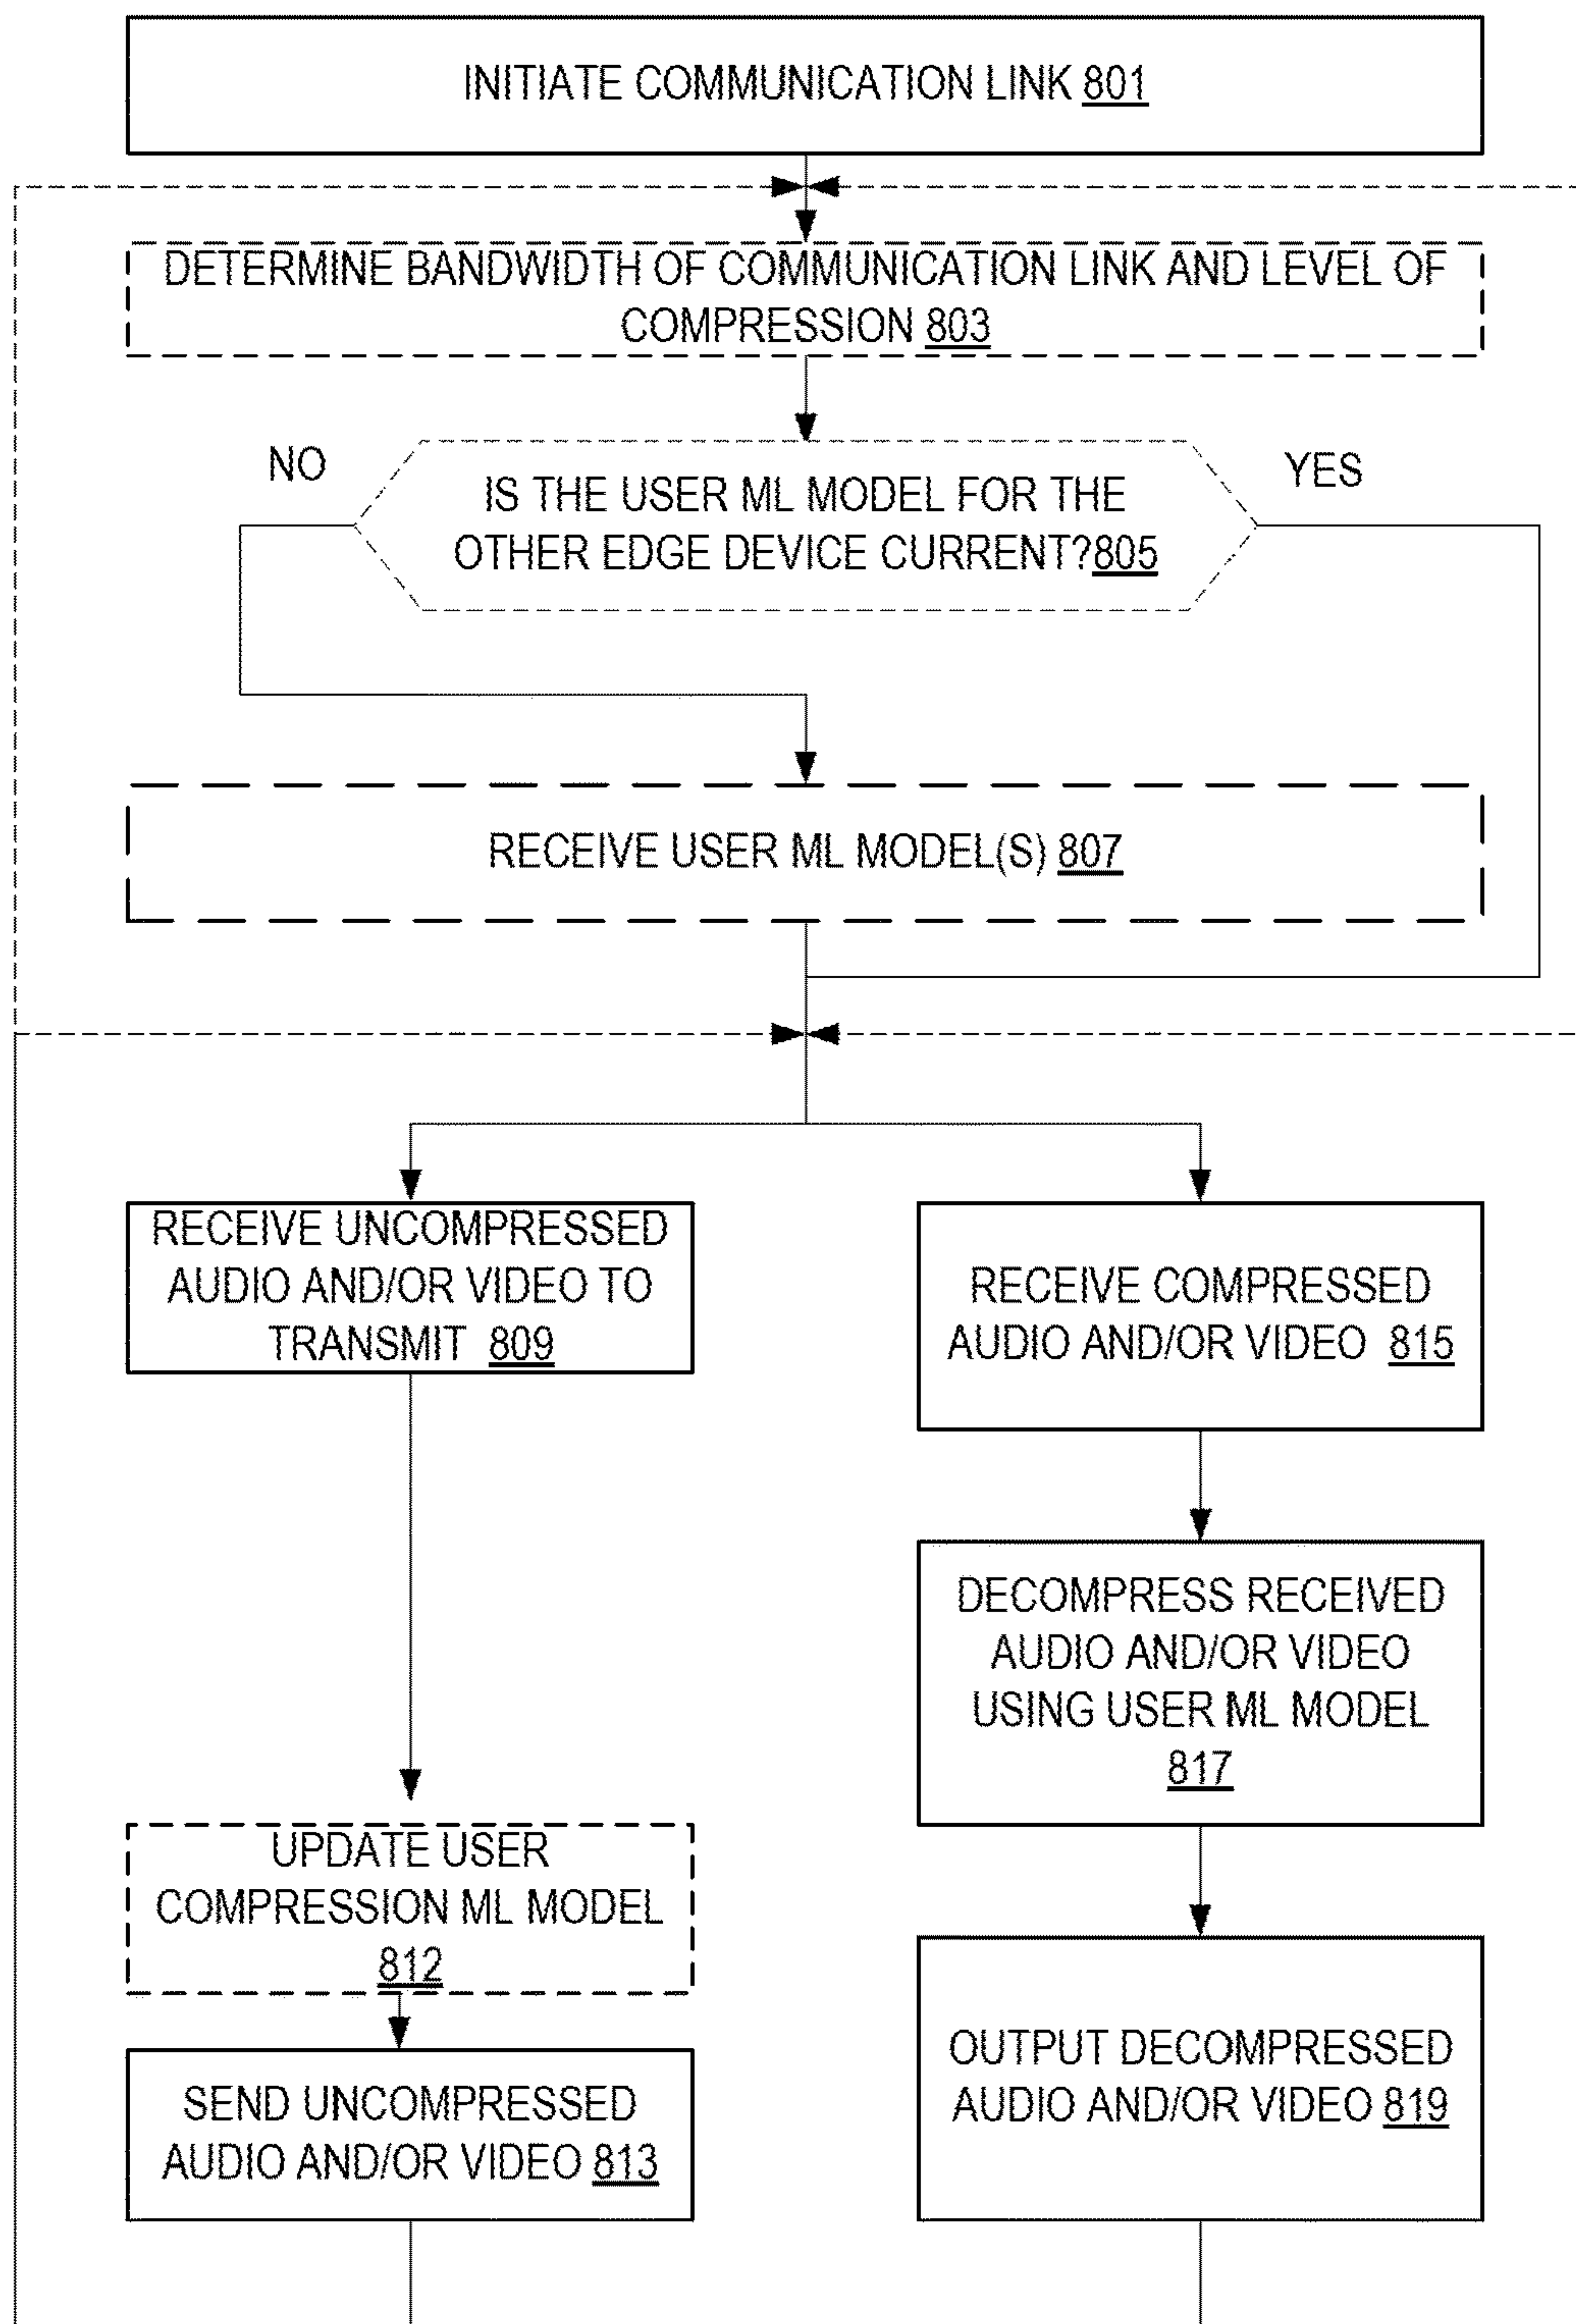 INITIATE COMMUNICATION LINK 801
DETERMINE BANDWIDTH OF COMMUNICATION LINK AND LEVEL OF
COMPRESSION 803
NO
YES
IS THE USER ML MODEL FOR THE
OTHER EDGE DEVICE CURRENT?805
RECEIVE USER ML MODEL(S) 807
RECEIVE UNCOMPRESSED
AUDIO AND/OR VIDEO TO
TRANSMIT 809
UPDATE USER
COMPRESSION ML MODEL
812
SEND UNCOMPRESSED
AUDIO AND/OR VIDEO 813
RECEIVE COMPRESSED
AUDIO AND/OR VIDEO 815
DECOMPRESS RECEIVED
AUDIO AND/OR VIDEO
USING USER ML MODEL
817
OUTPUT DECOMPRESSED
AUDIO AND/OR VIDEO 819